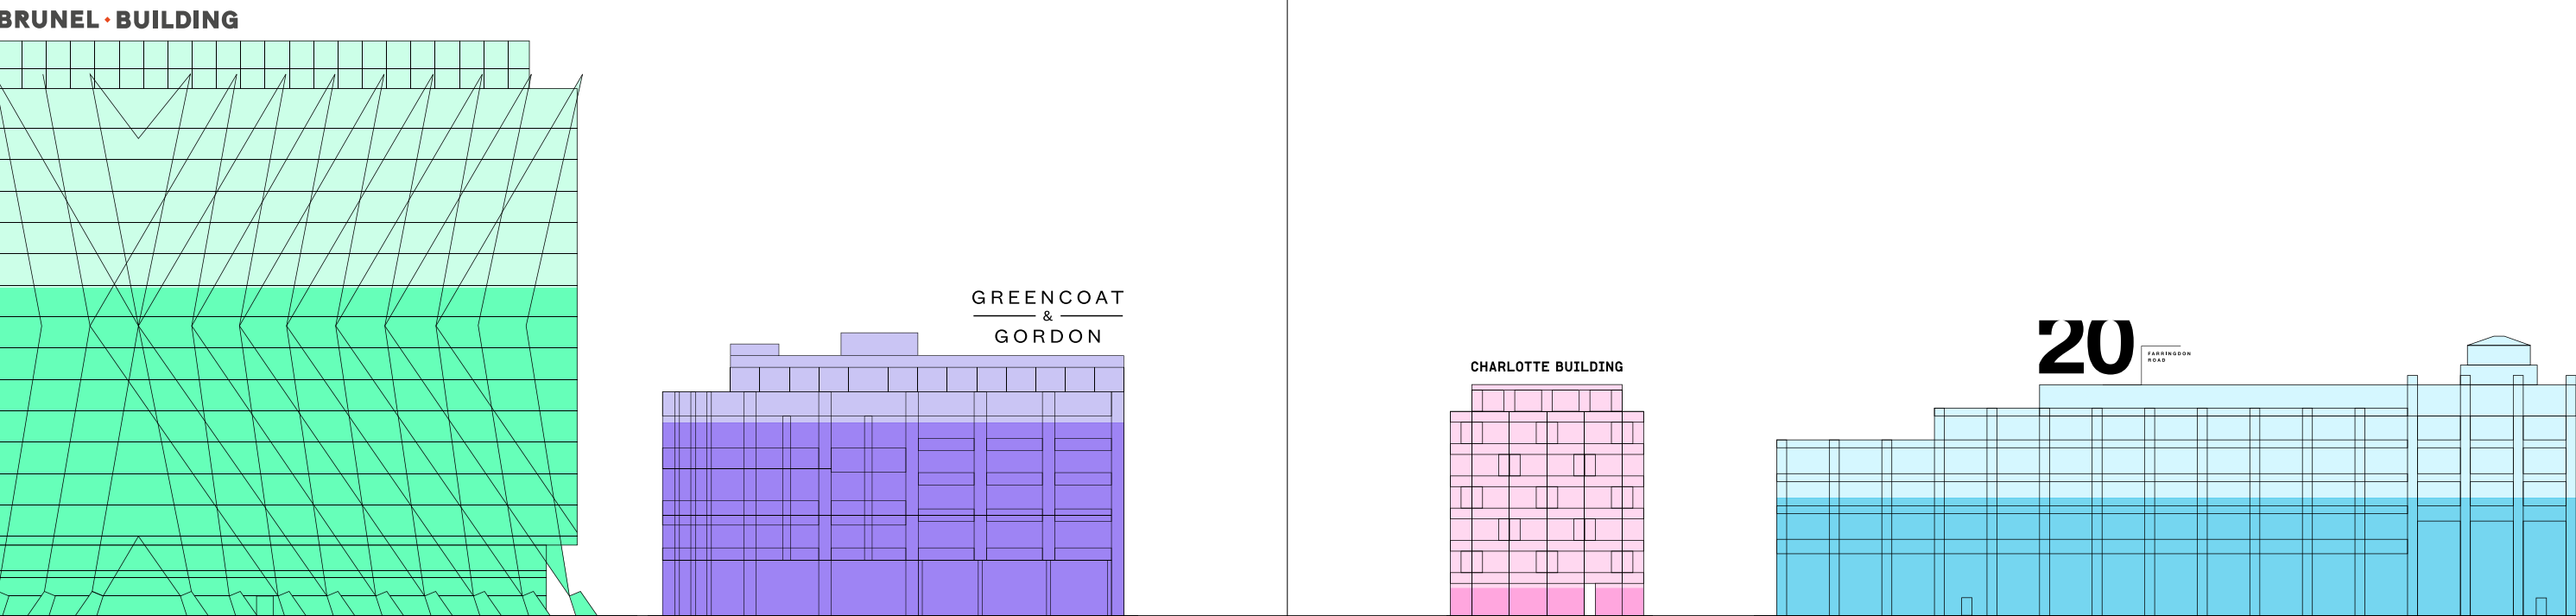 BRUNEL • BUILDING
GREENCOAT
&
GORDON
CHARLOTTE BUILDING
20
FARRINGDON
ROAD